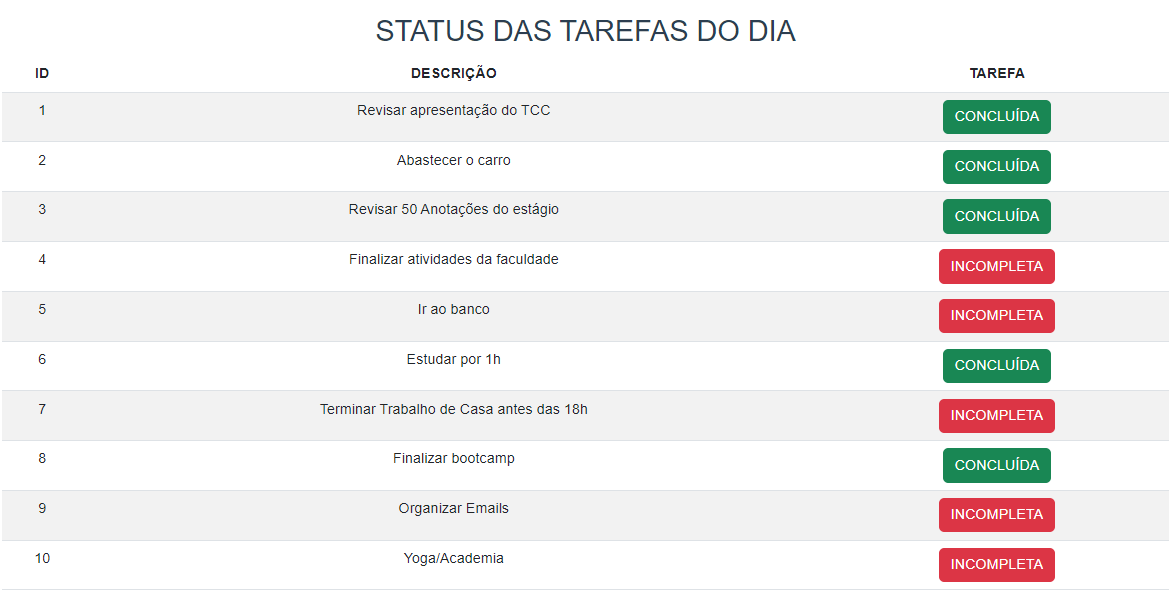 STATUS DAS TAREFAS DO DIA
ID DESCRIÇÃO TAREFA
1 Revisar apresentação do TCC CONCLUÍDA
2 Abastecer o carro CONCLUÍDA
3 Revisar 50 Anotações do estágio CONCLUÍDA
4 Finalizar atividades da faculdade INCOMPLETA
5 Ir ao banco INCOMPLETA
6 Estudar por 1h CONCLUÍDA
7 Terminar Trabalho de Casa antes das 18h INCOMPLETA
8 Finalizar bootcamp CONCLUÍDA
9 Organizar Emails INCOMPLETA
10 Yoga/Academia INCOMPLETA